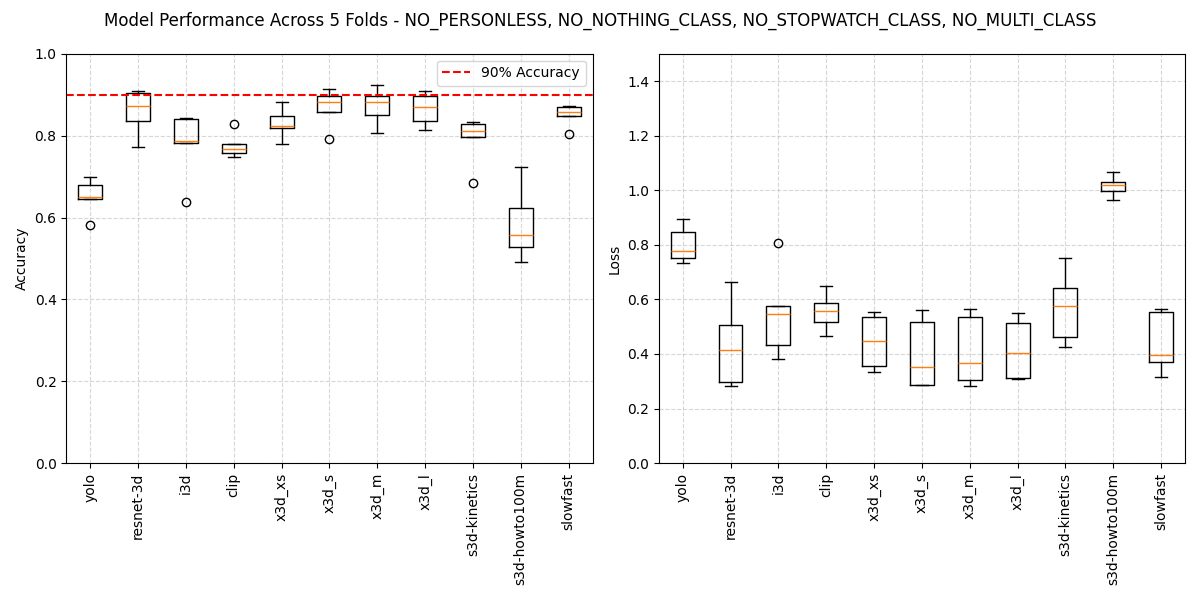 Model Performance Across 5 Folds - NO_PERSONLESS, NO_NOTHING_CLASS, NO_STOPWATCH_CLASS, NO_MULTI_CLASS
90% Accuracy
Accuracy
1.0
0.8
0.6
0.4
0.2
0.0
yolo
resnet-3d
i3d
clip
x3d_xs
x3d_s
x3d_m
x3d_l
s3d-kinetics
s3d-howto100m
slowfast
Loss
1.4
1.2
1.0
0.8
0.6
0.4
0.2
0.0
yolo
resnet-3d
i3d
clip
x3d_xs
x3d_s
x3d_m
x3d_l
s3d-kinetics
s3d-howto100m
slowfast